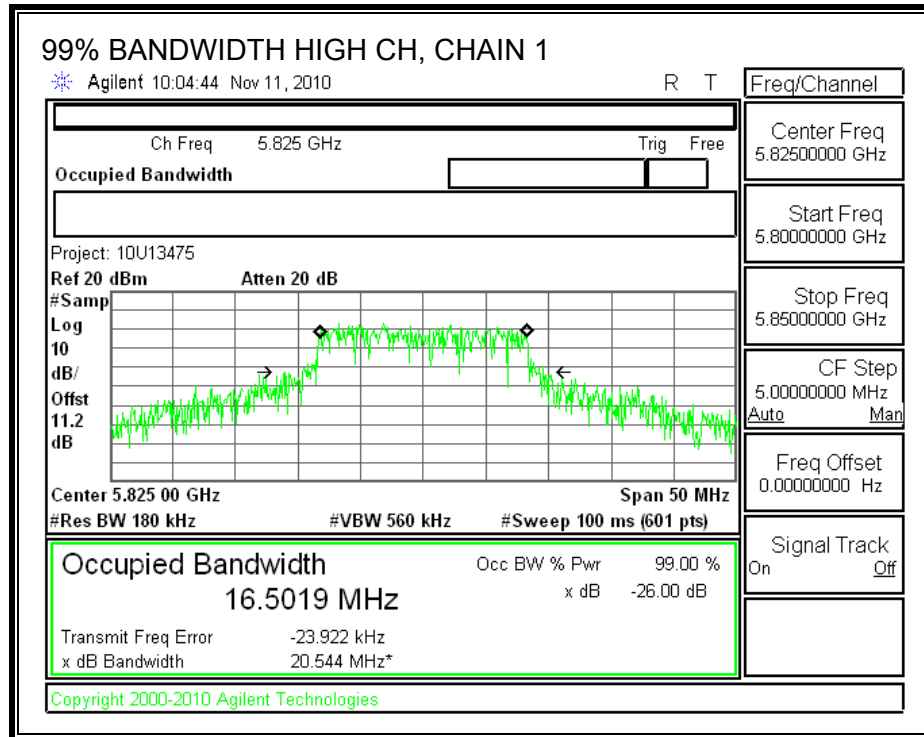 99% BANDWIDTH HIGH CH, CHAIN 1
Agilent 10:04:44 Nov 11, 2010 R T
Ch Freq 5.825 GHz Trig Free
Occupied Bandwidth
Project: 10U13475
Ref 20 dBm Atten 20 dB
#Samp
Log
10
dB/
Offst
11.2
dB
Center 5.825 00 GHz Span 50 MHz
#Res BW 180 kHz #VBW 560 kHz #Sweep 100 ms (601 pts)
Occupied Bandwidth Occ BW % Pwr 99.00 %
16.5019 MHz x dB -26.00 dB
Transmit Freq Error -23.922 kHz
x dB Bandwidth 20.544 MHz*
Copyright 2000-2010 Agilent Technologies
Freq/Channel
Center Freq
5.82500000 GHz
Start Freq
5.80000000 GHz
Stop Freq
5.85000000 GHz
CF Step
5.00000000 MHz
Auto Man
Freq Offset
0.00000000 Hz
Signal Track
On Off